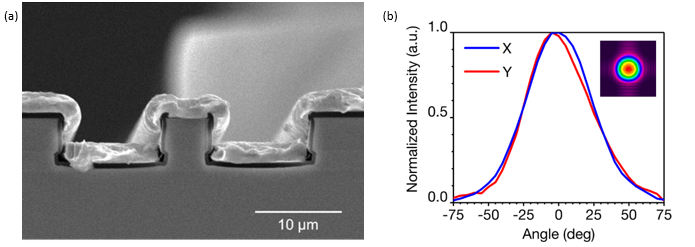 (a)
10 µm
(b)
Normalized Intensity (a.u.)
1.0
0.5
0.0
X
Y
-75 -50 -25 0 25 50 75
Angle (deg)